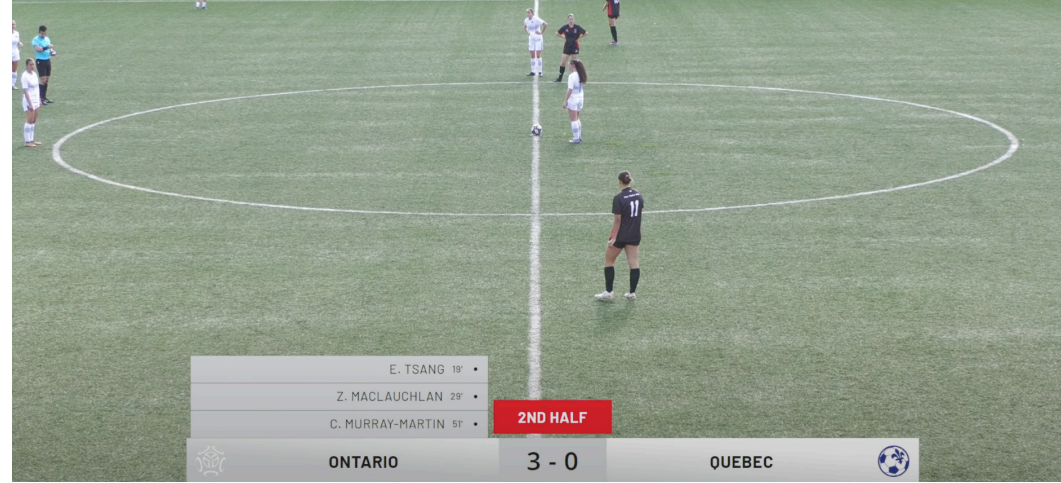 11
E. TSANG 19' •
Z. MACLAUCHLAN 29' •
C. MURRAY-MARTIN 51' •
2ND HALF
ONTARIO 3 - 0 QUEBEC